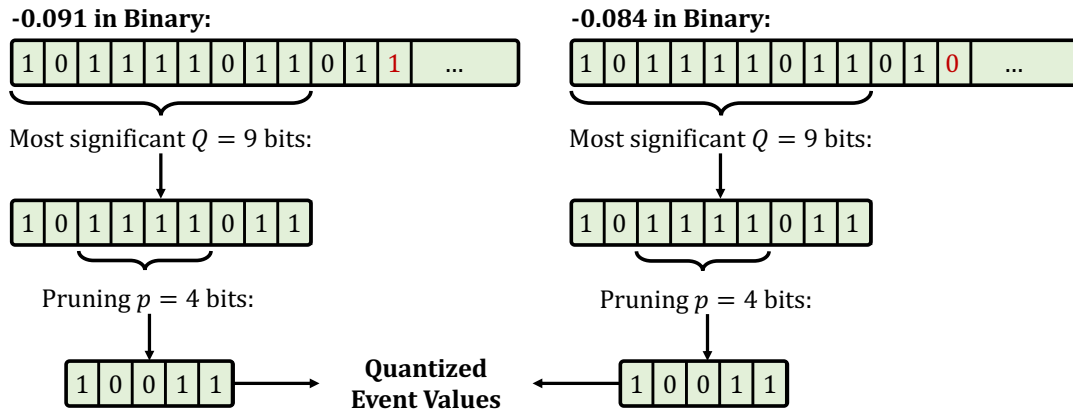 -0.091 in Binary:
1 0 1 1 1 1 0 1 1 0 1 1 ...
Most significant Q = 9 bits:
1 0 1 1 1 1 0 1 1
Pruning p = 4 bits:
1 0 0 1 1
-0.084 in Binary:
1 0 1 1 1 1 0 1 1 0 1 0 ...
Most significant Q = 9 bits:
1 0 1 1 1 1 0 1 1
Pruning p = 4 bits:
1 0 0 1 1
Quantized
Event Values